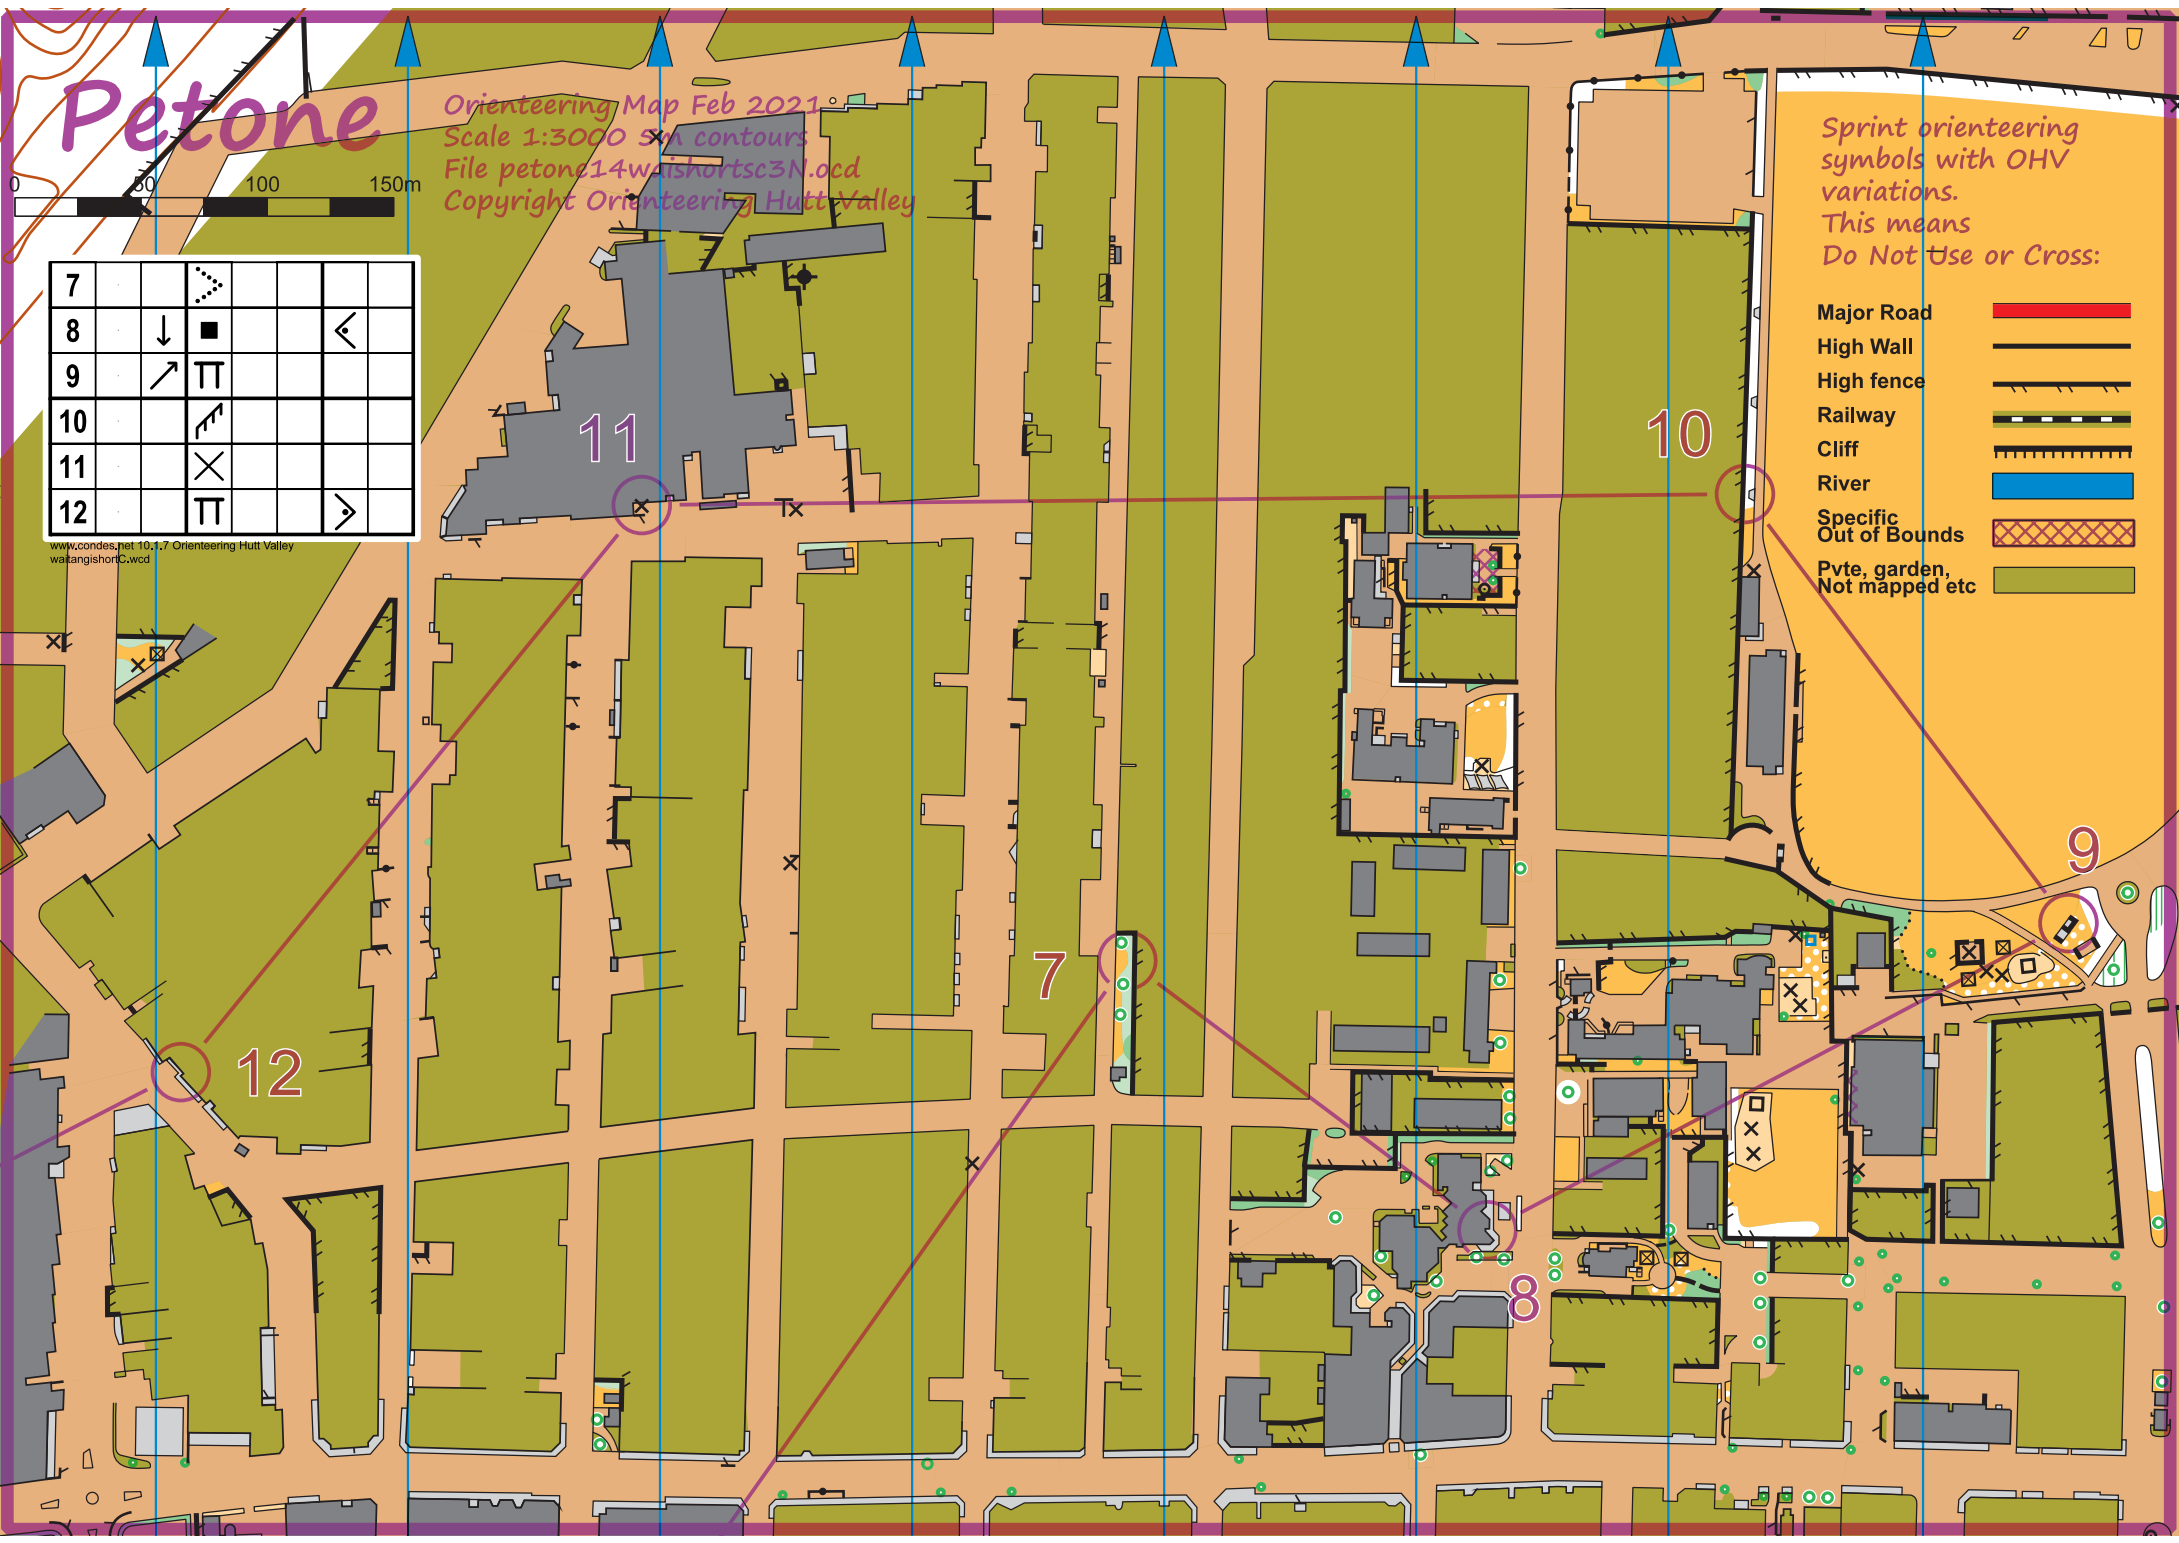 Petone
Orienteering Map Feb 2021
Scale 1:3000 5m contours
File petone14waishortsc3N.ocd
Copyright Orienteering Hutt Valley
0 50 100 150m
7
8
9
10
11
12
www.condes.net 10.1.7 Orienteering Hutt Valley
waitangishortC.wcd
Sprint orienteering
symbols with OHV
variations.
This means
Do Not Use or Cross:
Major Road
High Wall
High fence
Railway
Cliff
River
Specific
Out of Bounds
Pvte, garden,
Not mapped etc
11
10
9
7
12
8